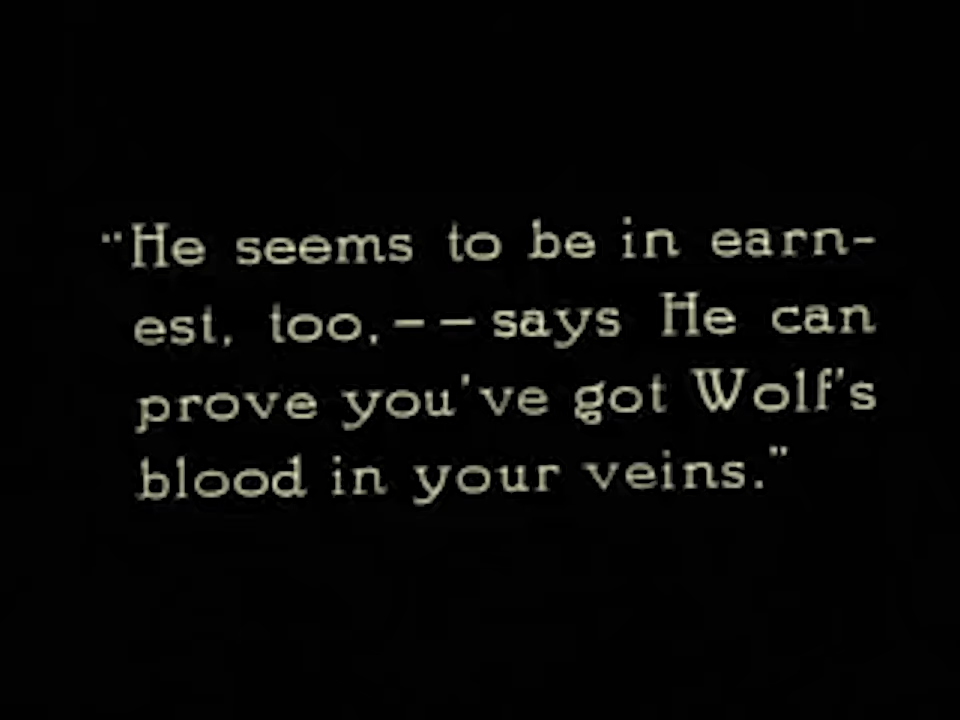 "He seems to be in earn-
est, too,--says He can
prove you've got Wolf's
blood in your veins."